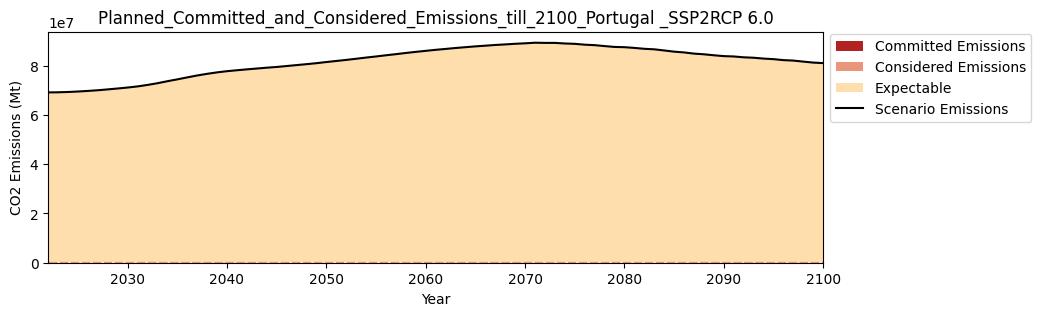 Planned_Committed_and_Considered_Emissions_till_2100_Portugal _SSP2RCP 6.0
1e7
8
6
4
2
0
CO2 Emissions (Mt)
2030 2040 2050 2060 2070 2080 2090 2100
Year
Committed Emissions
Considered Emissions
Expectable
Scenario Emissions